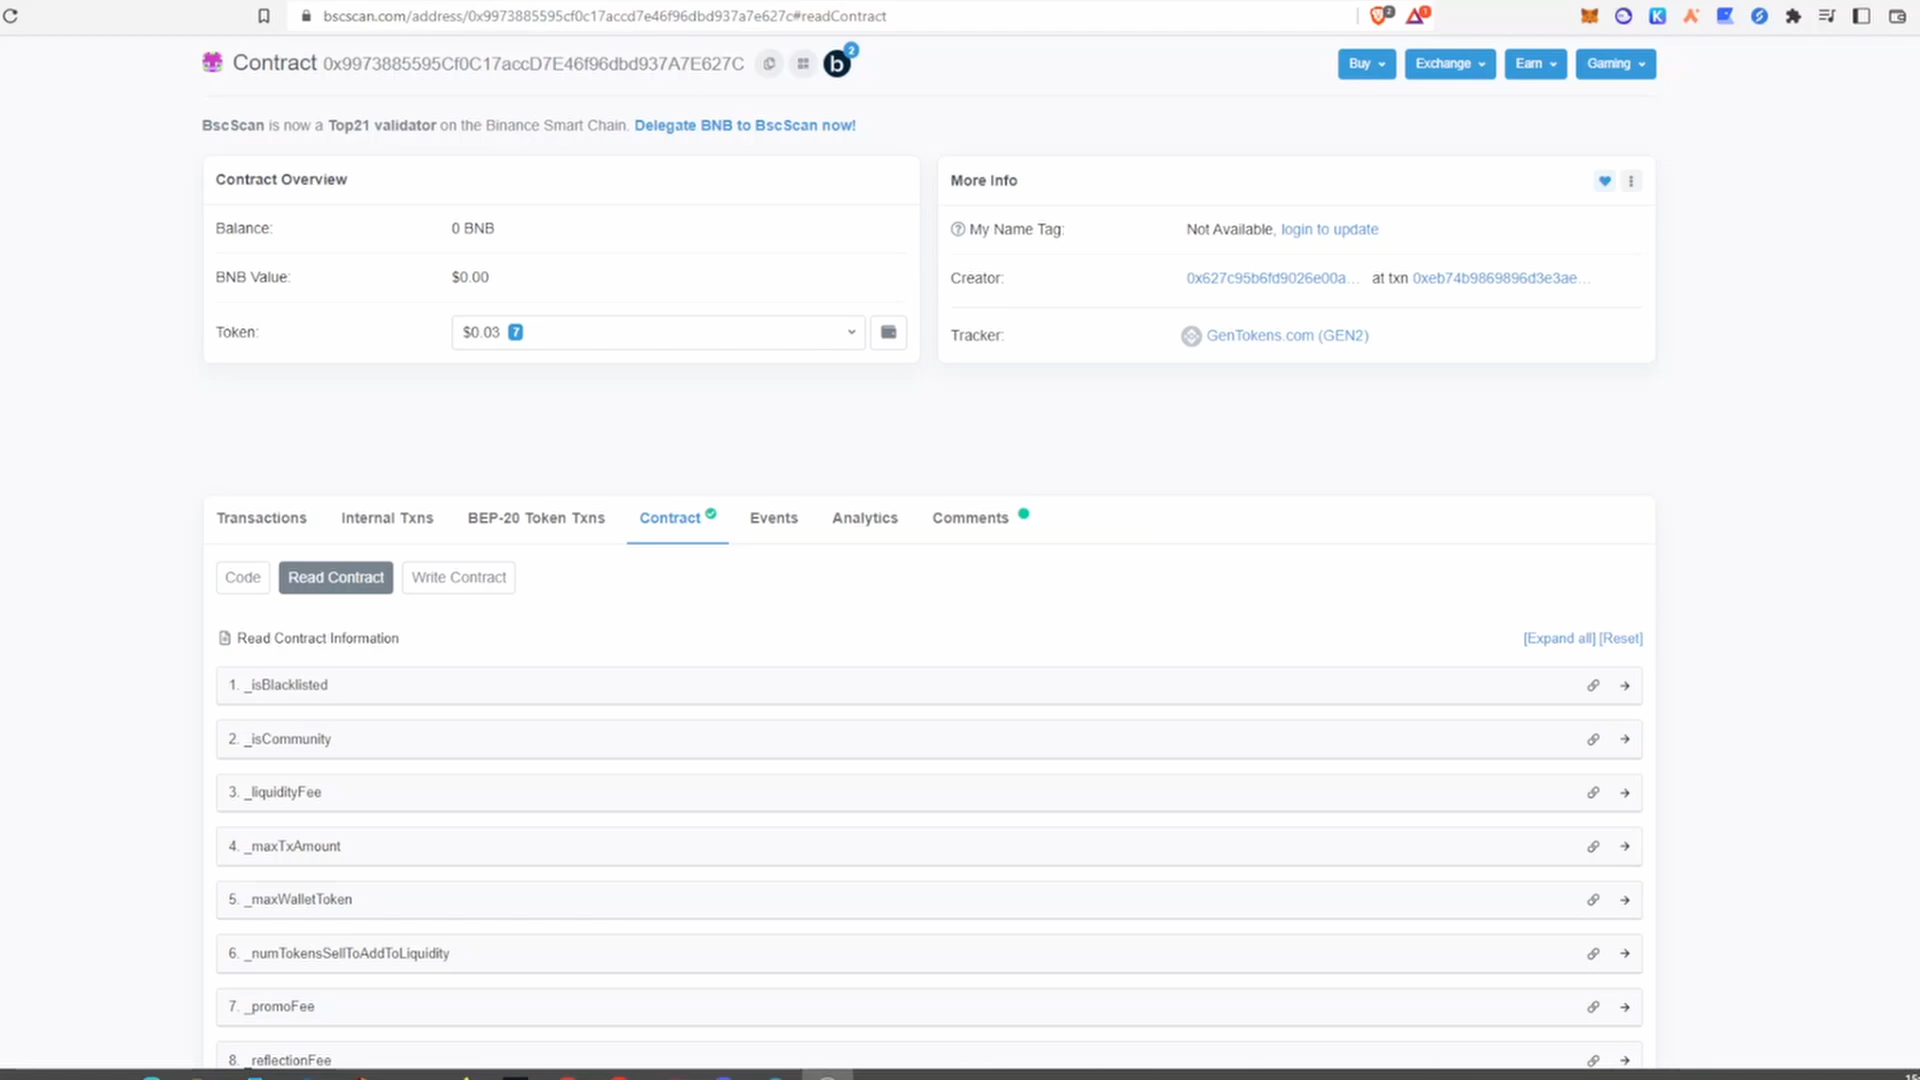 bscscan.com/address/0x9973885595cf0c17accd7e46f96dbd937a7e627c#readContract
2
1
Contract 0x9973885595Cf0C17accD7E46f96dbd937A7E627C
b 2
Buy
Exchange
Earn
Gaming
BscScan is now a Top21 validator on the Binance Smart Chain. Delegate BNB to BscScan now!
Contract Overview
Balance: 0 BNB
BNB Value: $0.00
Token: $0.03 7
More Info
My Name Tag: Not Available, login to update
Creator: 0x627c95b6fd9026e00a... at txn 0xeb74b9869896d3e3ae...
Tracker: GenTokens.com (GEN2)
Transactions
Internal Txns
BEP-20 Token Txns
Contract
Events
Analytics
Comments
Code
Read Contract
Write Contract
Read Contract Information
[Expand all] [Reset]
1. _isBlacklisted
2. _isCommunity
3. _liquidityFee
4. _maxTxAmount
5. _maxWalletToken
6. _numTokensSellToAddToLiquidity
7. _promoFee
8. _reflectionFee